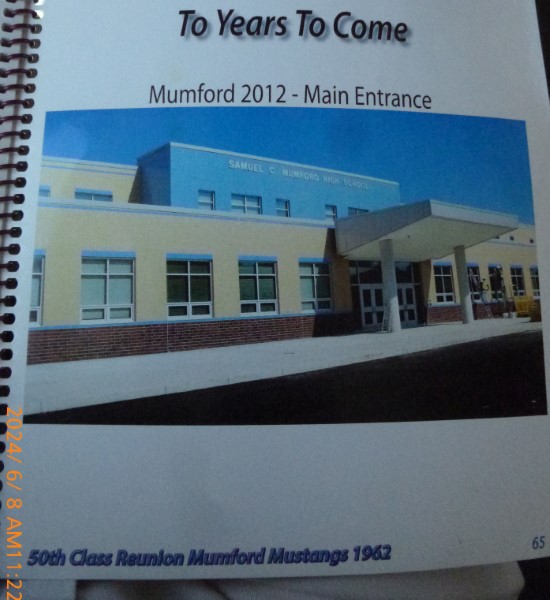 To Years To Come
Mumford 2012 - Main Entrance
SAMUEL C. MUMFORD HIGH SCHOOL
50th Class Reunion Mumford Mustangs 1962
65
2024/ 6/ 8 AM11:22